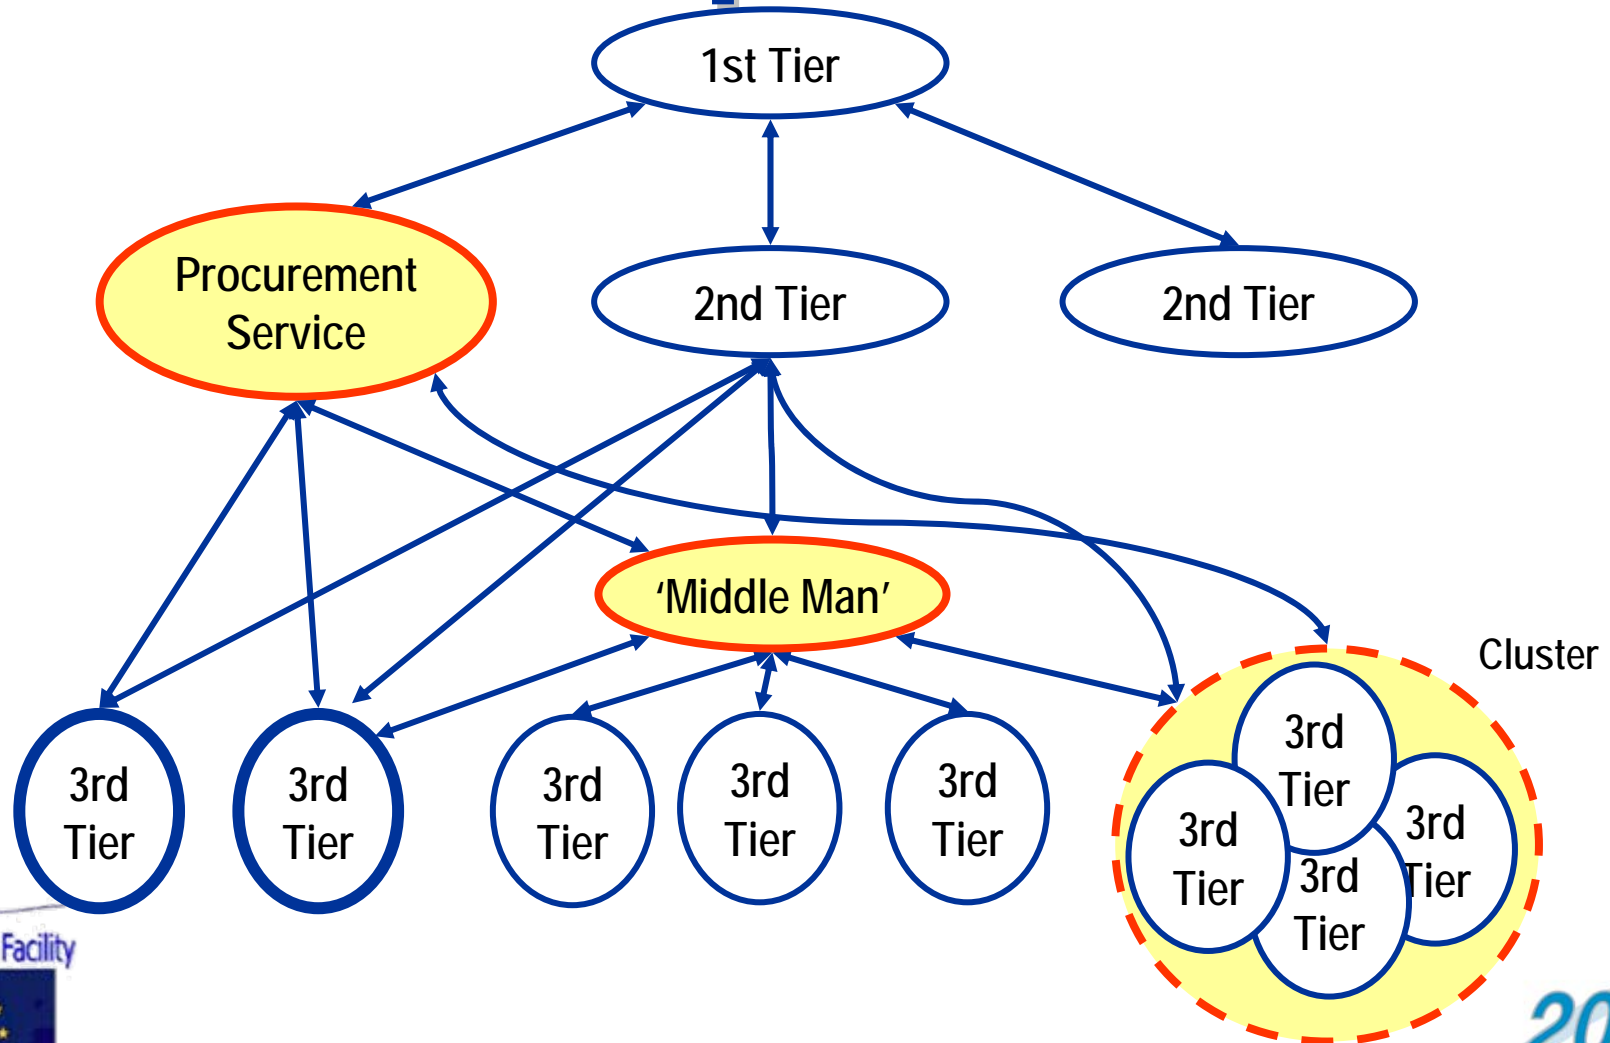 1st Tier
Procurement
Service
2nd Tier
2nd Tier
‘Middle Man’
Cluster
3rd
Tier
3rd
Tier
3rd
Tier
3rd
Tier
3rd
Tier
3rd
Tier
3rd
Tier
3rd
Tier
3rd
Tier
Facility
20